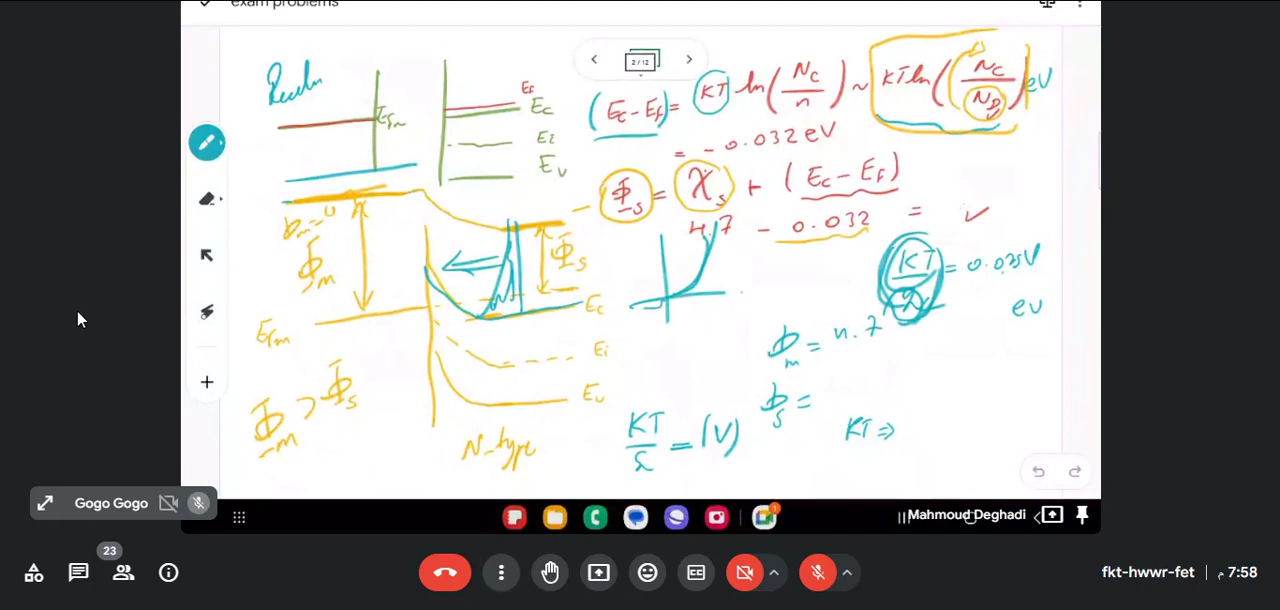 exam problems
2 / 12
(Ec - Ef) = KT ln(Nc/n) ~ KT ln(Nc/ND) eV
= - 0.032 eV
Φs = χs + (Ec - Ef)
4.7 - 0.032 = ✓
EFm
Ef
Ec
Ei
Ev
Φm
Φs
KT/q = 0.025V
eV
EFm
Ec
Ei
Ev
Φm > Φs
N-type
Φm = 4.7
Φs =
KT/q = (V)
KT ⇒
Gogo Gogo
Mahmoud Deghadi
23
1
fkt-hwwr-fet
7:58 م